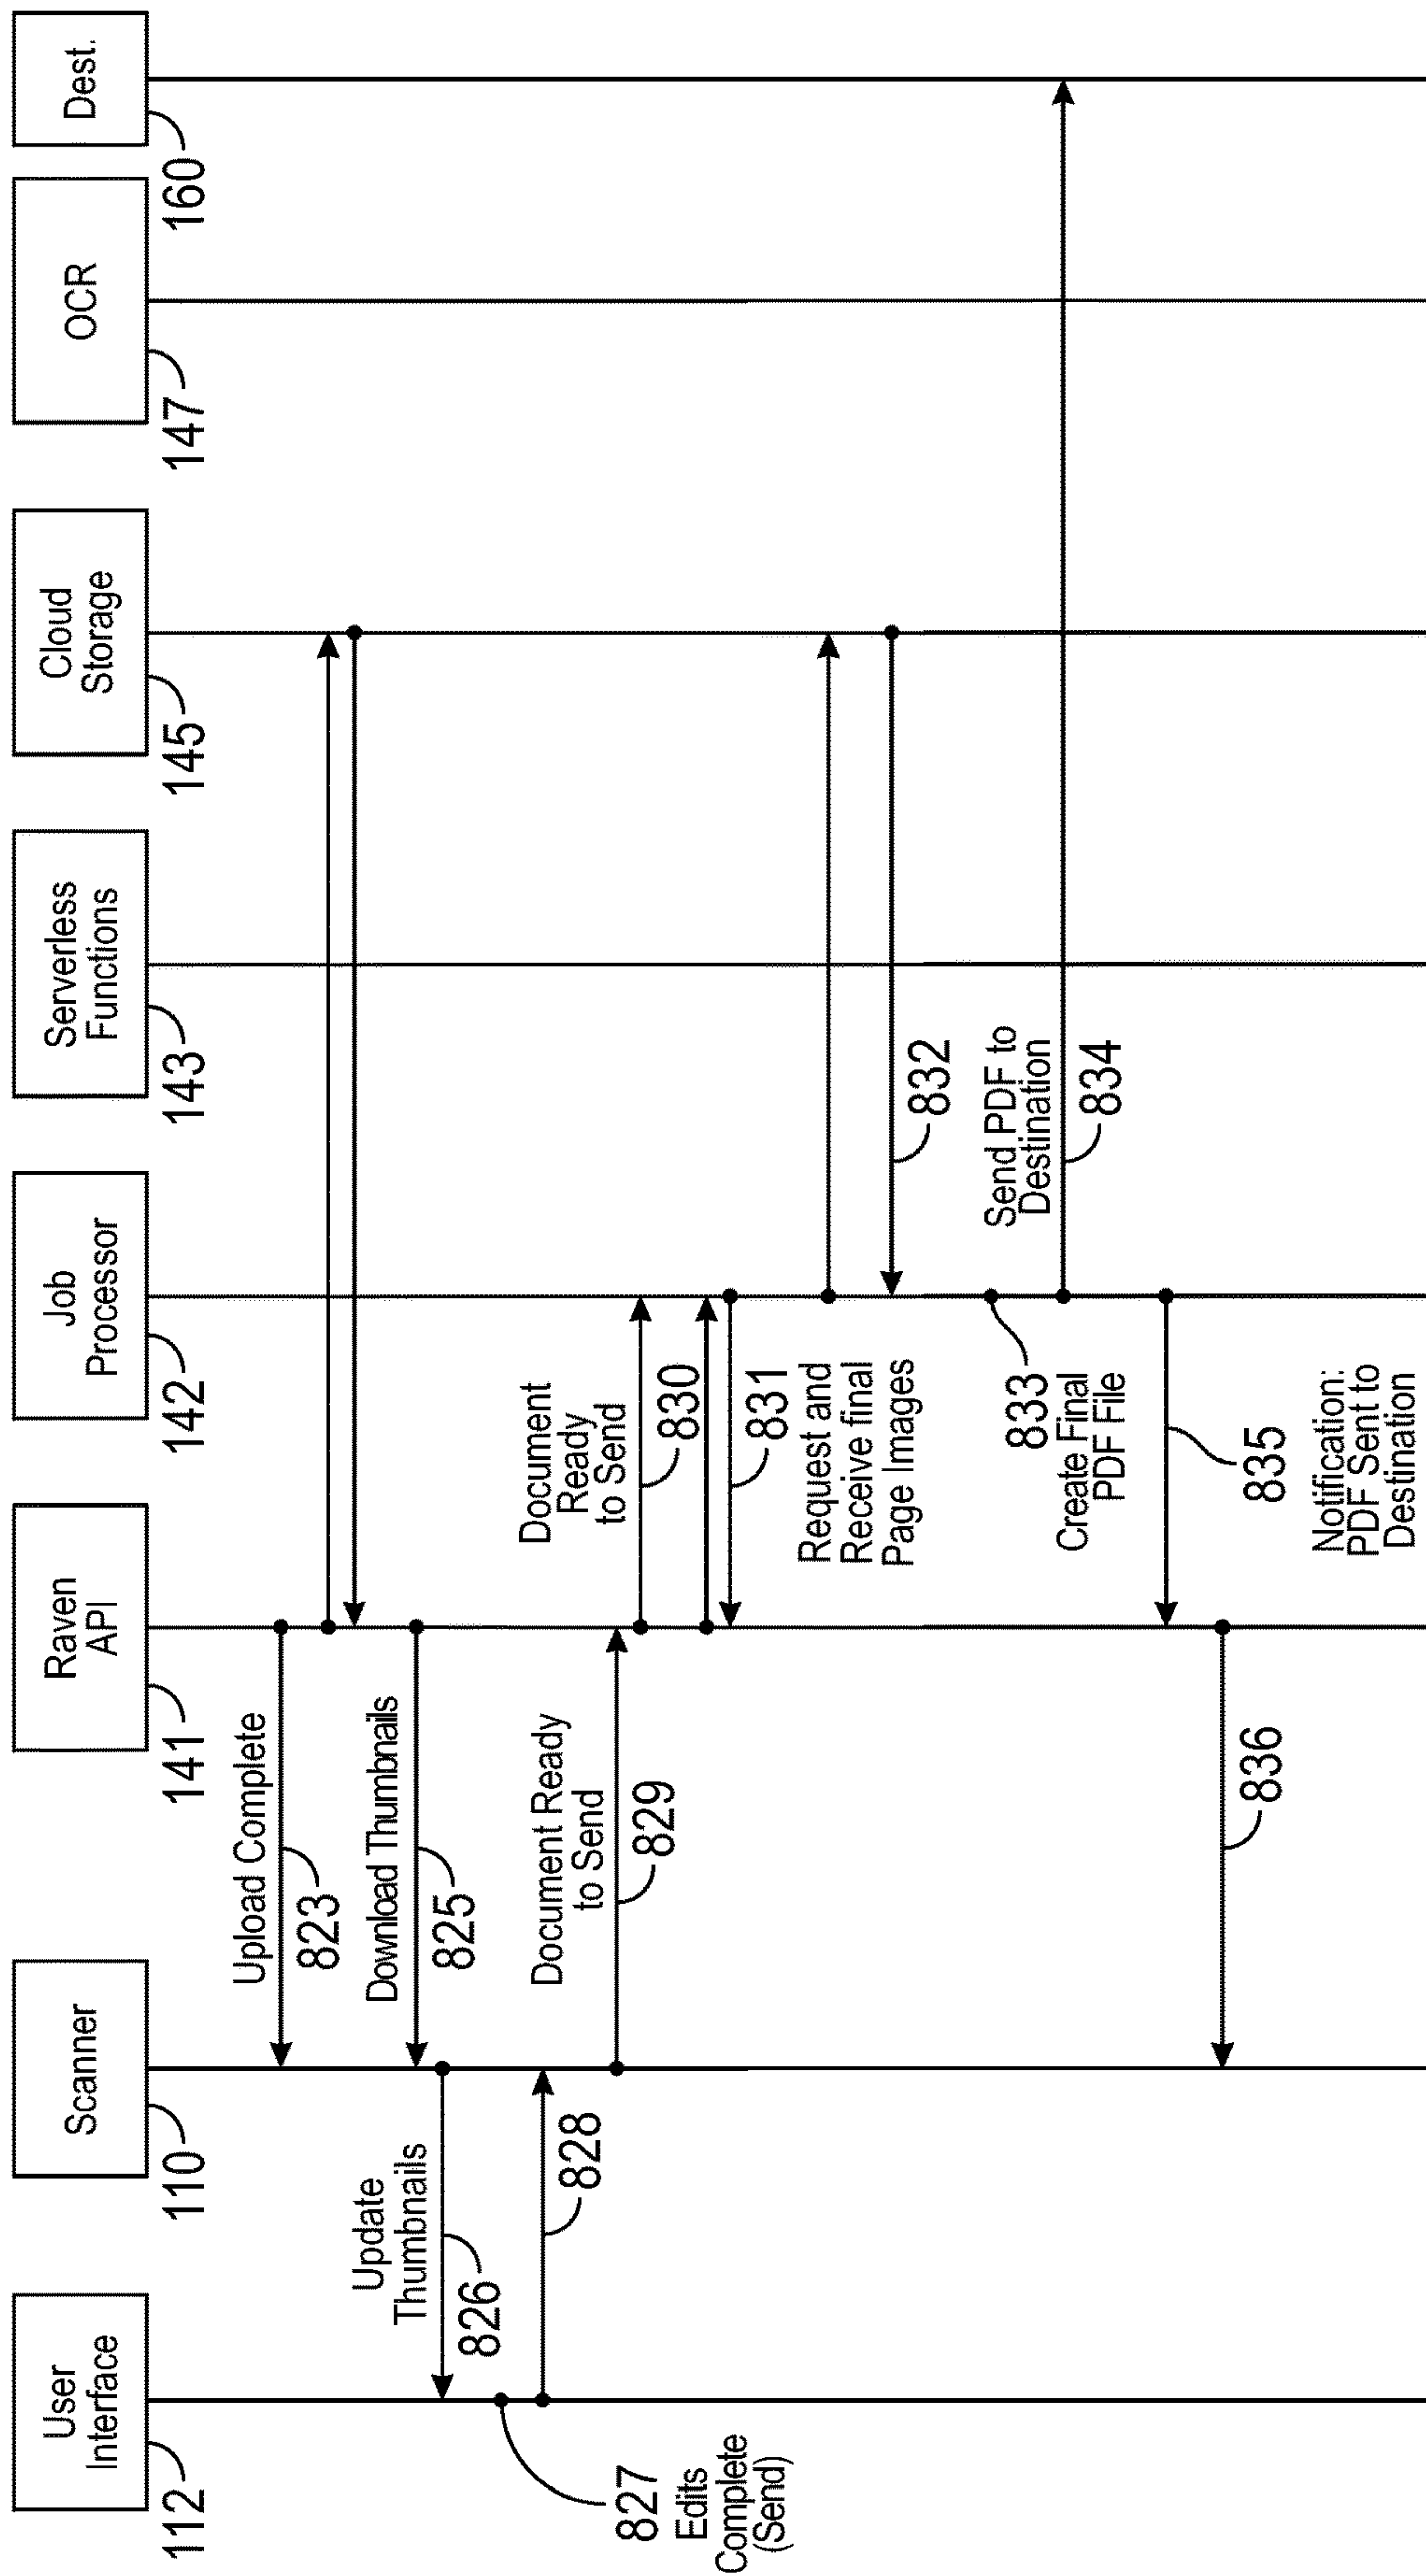 User
Interface
112
Scanner
110
Raven
API
141
Job
Processor
142
Serverless
Functions
143
Cloud
Storage
145
OCR
147
Dest.
160
Upload Complete
823
Download Thumbnails
825
Update
Thumbnails
826
827
Edits
Complete
(Send)
828
Document Ready
to Send
829
Document
Ready
to Send
830
831
Request and
Receive final
Page Images
832
833
Create Final
PDF File
Send PDF to
Destination
834
835
Notification:
PDF Sent to
Destination
836